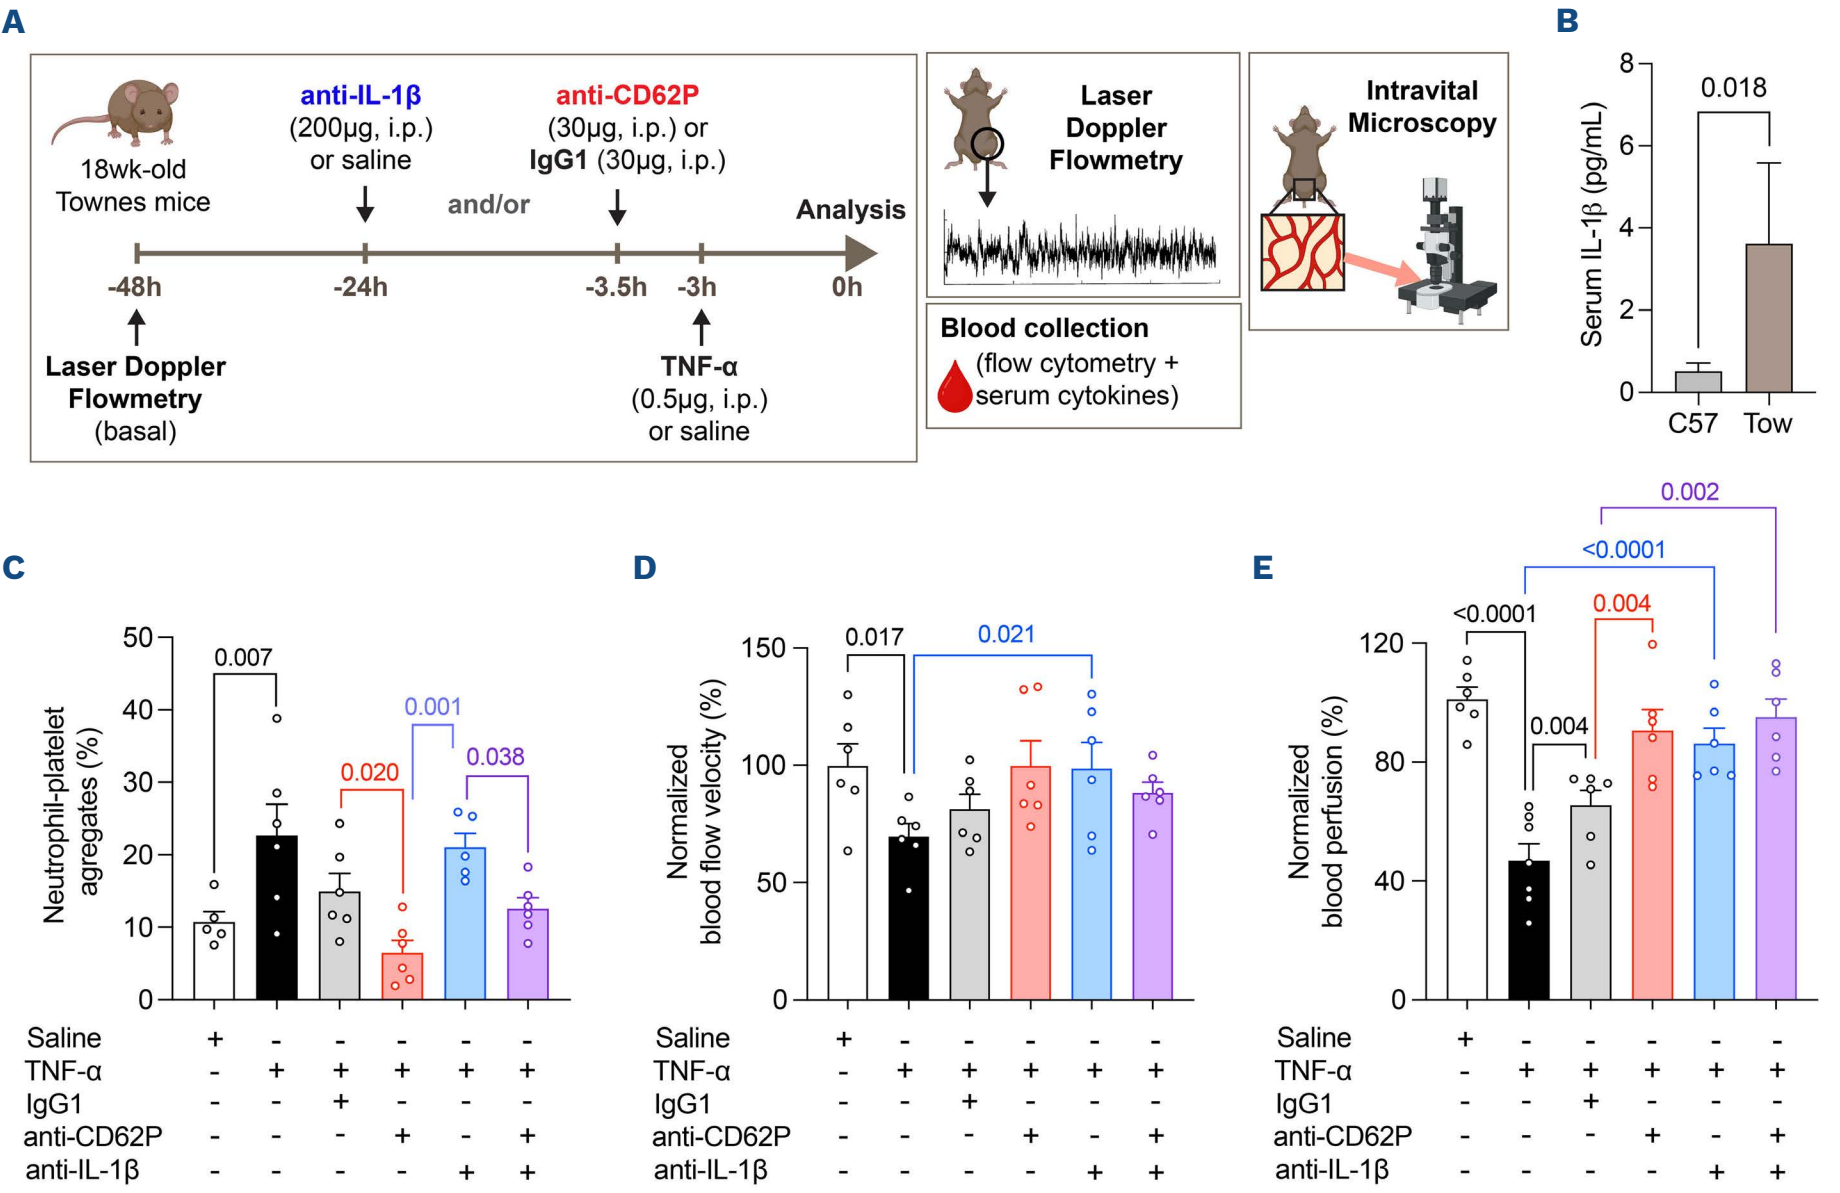 A
18wk-old
Townes mice
anti-IL-1β
(200μg, i.p.)
or saline
and/or
anti-CD62P
(30μg, i.p.) or
IgG1 (30μg, i.p.)
Analysis
-48h
-24h
-3.5h
-3h
0h
Laser Doppler
Flowmetry
(basal)
TNF-α
(0.5μg, i.p.)
or saline
Laser
Doppler
Flowmetry
Blood collection
(flow cytometry +
serum cytokines)
Intravital
Microscopy
B
Serum IL-1β (pg/mL)
8
6
4
2
0
0.018
C57 Tow
C
Neutrophil-platelet
agregates (%)
50
40
30
20
10
0
0.007
0.020
0.001
0.038
Saline + - - - - -
TNF-α - + + + + +
IgG1 - - + - - -
anti-CD62P - - - + - +
anti-IL-1β - - - - + +
D
Normalized
blood flow velocity (%)
150
100
50
0
0.017
0.021
Saline + - - - - -
TNF-α - + + + + +
IgG1 - - + - - -
anti-CD62P - - - + - +
anti-IL-1β - - - - + +
E
Normalized
blood perfusion (%)
120
80
40
0
<0.0001
0.004
0.004
<0.0001
0.002
Saline + - - - - -
TNF-α - + + + + +
IgG1 - - + - - -
anti-CD62P - - - + - +
anti-IL-1β - - - - + +